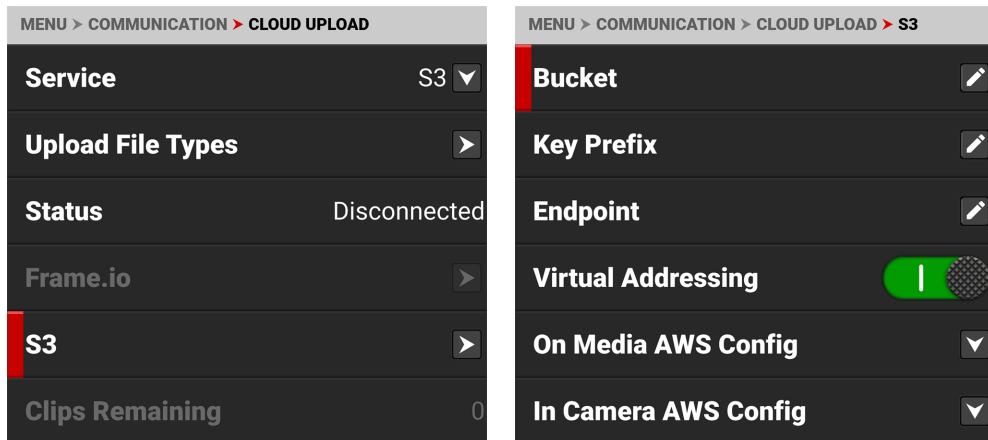 MENU > COMMUNICATION > CLOUD UPLOAD
Service S3
Upload File Types
Status Disconnected
Frame.io
S3
Clips Remaining 0
MENU > COMMUNICATION > CLOUD UPLOAD > S3
Bucket
Key Prefix
Endpoint
Virtual Addressing
On Media AWS Config
In Camera AWS Config